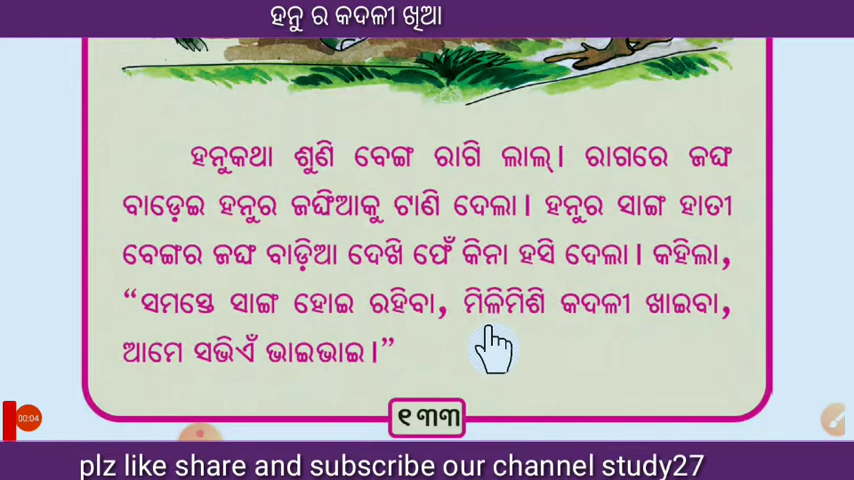 ହନୁ ର କଦଳୀ ଖିଆ
ହନୁକଥା ଶୁଣି ବେଙ୍ଗ ରାଗି ଲାଲ୍। ରାଗରେ ଜଙ୍ଘ
ବାଡ଼େଇ ହନୁର ଜଙ୍ଘିଆକୁ ଟାଣି ଦେଲା। ହନୁର ସାଙ୍ଗ ହାତୀ
ବେଙ୍ଗର ଜଙ୍ଘ ବାଡ଼ିଆ ଦେଖି ଫେଁ କିନା ହସି ଦେଲା। କହିଲା,
“ସମସ୍ତେ ସାଙ୍ଗ ହୋଇ ରହିବା, ମିଳିମିଶି କଦଳୀ ଖାଇବା,
ଆମେ ସଭିଏଁ ଭାଇଭାଇ।”
୧୩୩
00:04
plz like share and subscribe our channel study27